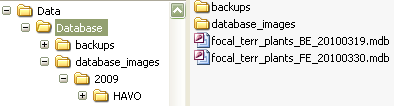 Data
Database
backups
database_images
2009
HAVO
backups
database_images
focal_terr_plants_BE_20100319.mdb
focal_terr_plants_FE_20100330.mdb